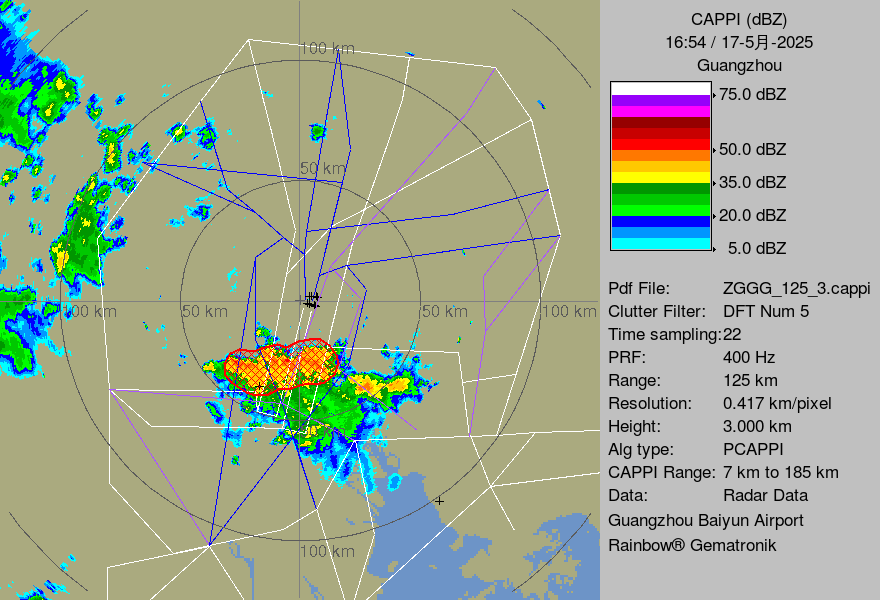 CAPPI (dBZ)
16:54 / 17-5月-2025
Guangzhou
75.0 dBZ
50.0 dBZ
35.0 dBZ
20.0 dBZ
5.0 dBZ
Pdf File: ZGGG_125_3.cappi
Clutter Filter: DFT Num 5
Time sampling:22
PRF: 400 Hz
Range: 125 km
Resolution: 0.417 km/pixel
Height: 3.000 km
Alg type: PCAPPI
CAPPI Range: 7 km to 185 km
Data: Radar Data
Guangzhou Baiyun Airport
Rainbow® Gematronik
100 km
50 km
100 km
50 km
50 km
100 km
100 km